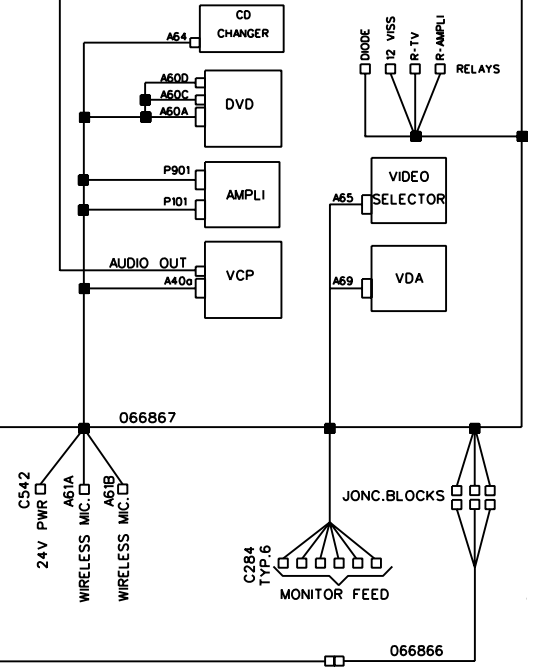 CD
CHANGER
A64
A60D
A60C
A60A
DVD
DIODE
12 VISS
R-TV
R-AMPLI
RELAYS
P901
P101
AMPLI
VIDEO
SELECTOR
A65
AUDIO OUT
A40a
VCP
A69
VDA
066867
C542
24V PWR
A61A
WIRELESS MIC.
A61B
WIRELESS MIC.
JONC.BLOCKS
C284
TYP.6
MONITOR FEED
066866